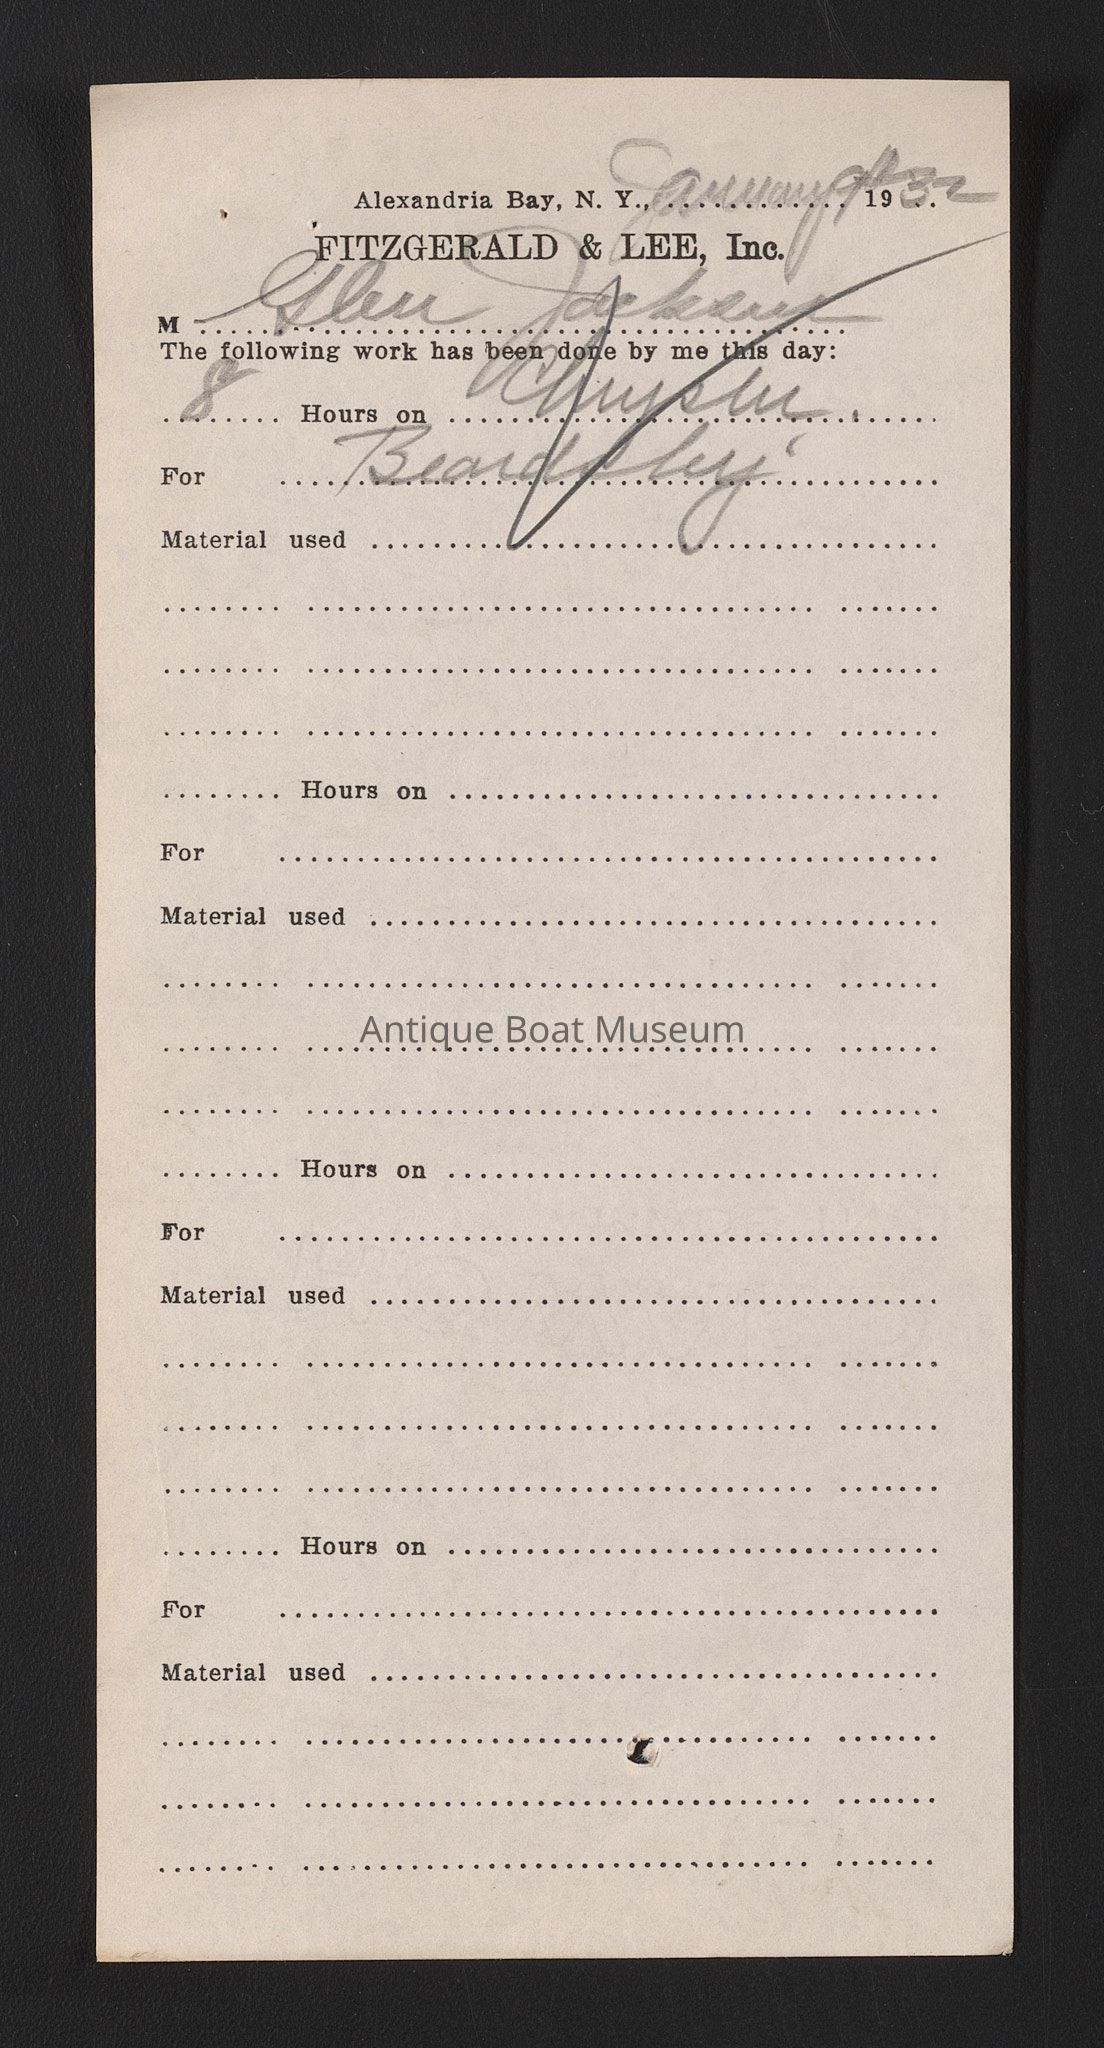 Alexandria Bay, N. Y., January 9th 1932
FITZGERALD & LEE, Inc.
M Glen Jackson
The following work has been done by me this day:
8 Hours on Chrysler.
For Beardsley.
Material used
Hours on
For
Material used
Antique Boat Museum
Hours on
For
Material used
Hours on
For
Material used